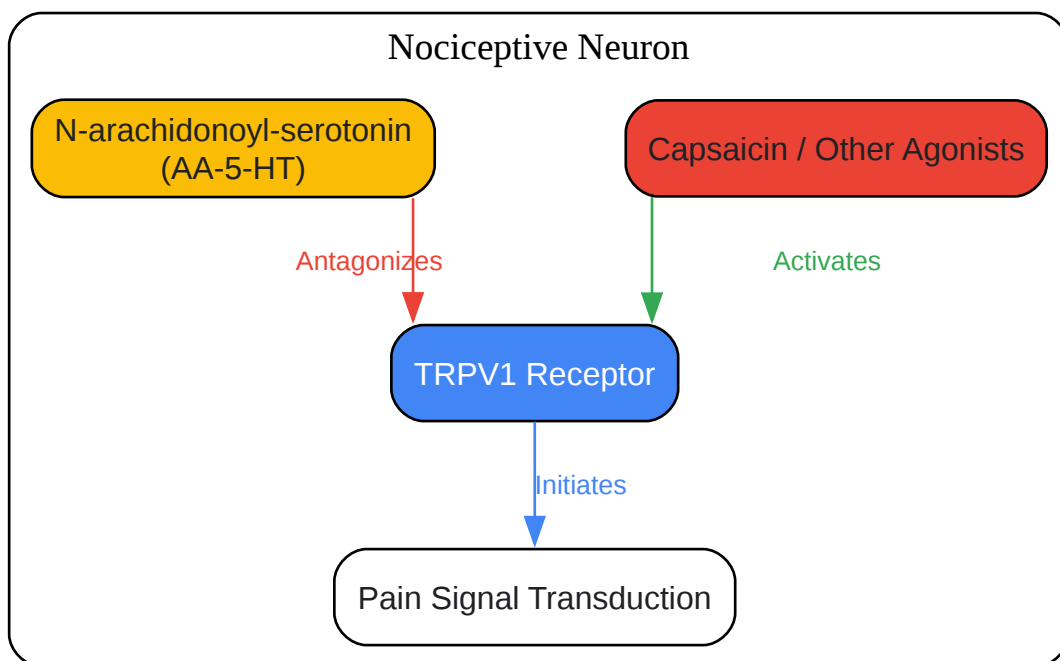 Nociceptive Neuron
N-arachidonoyl-serotonin
(AA-5-HT)
Capsaicin / Other Agonists
Antagonizes
Activates
TRPV1 Receptor
Initiates
Pain Signal Transduction